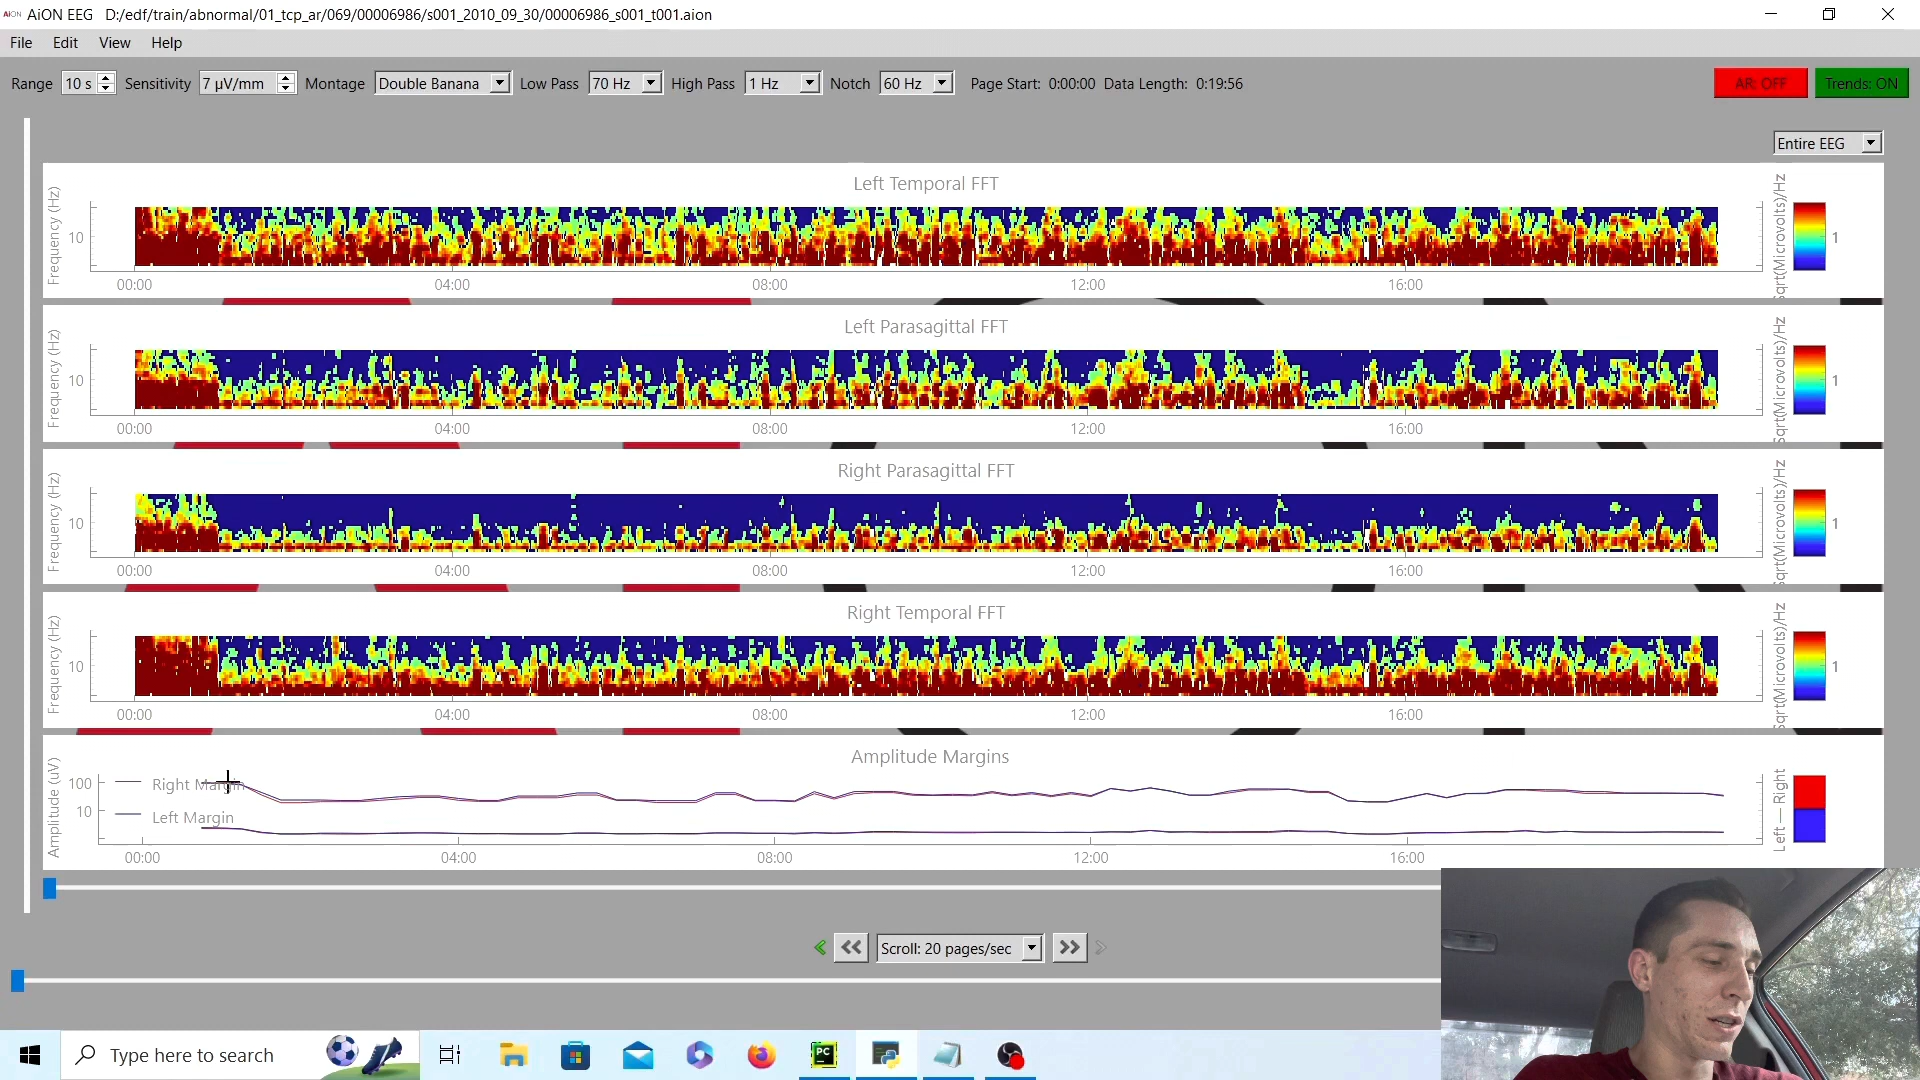 AiON AiON EEG D:/edf/train/abnormal/01_tcp_ar/069/00006986/s001_2010_09_30/00006986_s001_t001.aion
File Edit View Help
Range 10 s Sensitivity 7 µV/mm Montage Double Banana Low Pass 70 Hz High Pass 1 Hz Notch 60 Hz Page Start: 0:00:00 Data Length: 0:19:56 AR: OFF Trends: ON
Entire EEG
Left Temporal FFT
Frequency (Hz)
10
00:00 04:00 08:00 12:00 16:00
Sqrt(Microvolts)/Hz
1
Left Parasagittal FFT
Frequency (Hz)
10
00:00 04:00 08:00 12:00 16:00
Sqrt(Microvolts)/Hz
1
Right Parasagittal FFT
Frequency (Hz)
10
00:00 04:00 08:00 12:00 16:00
Sqrt(Microvolts)/Hz
1
Right Temporal FFT
Frequency (Hz)
10
00:00 04:00 08:00 12:00 16:00
Sqrt(Microvolts)/Hz
1
Amplitude Margins
Amplitude (uV)
100
10
Right Margin
Left Margin
00:00 04:00 08:00 12:00 16:00
Left — Right
Scroll: 20 pages/sec
Type here to search
PC